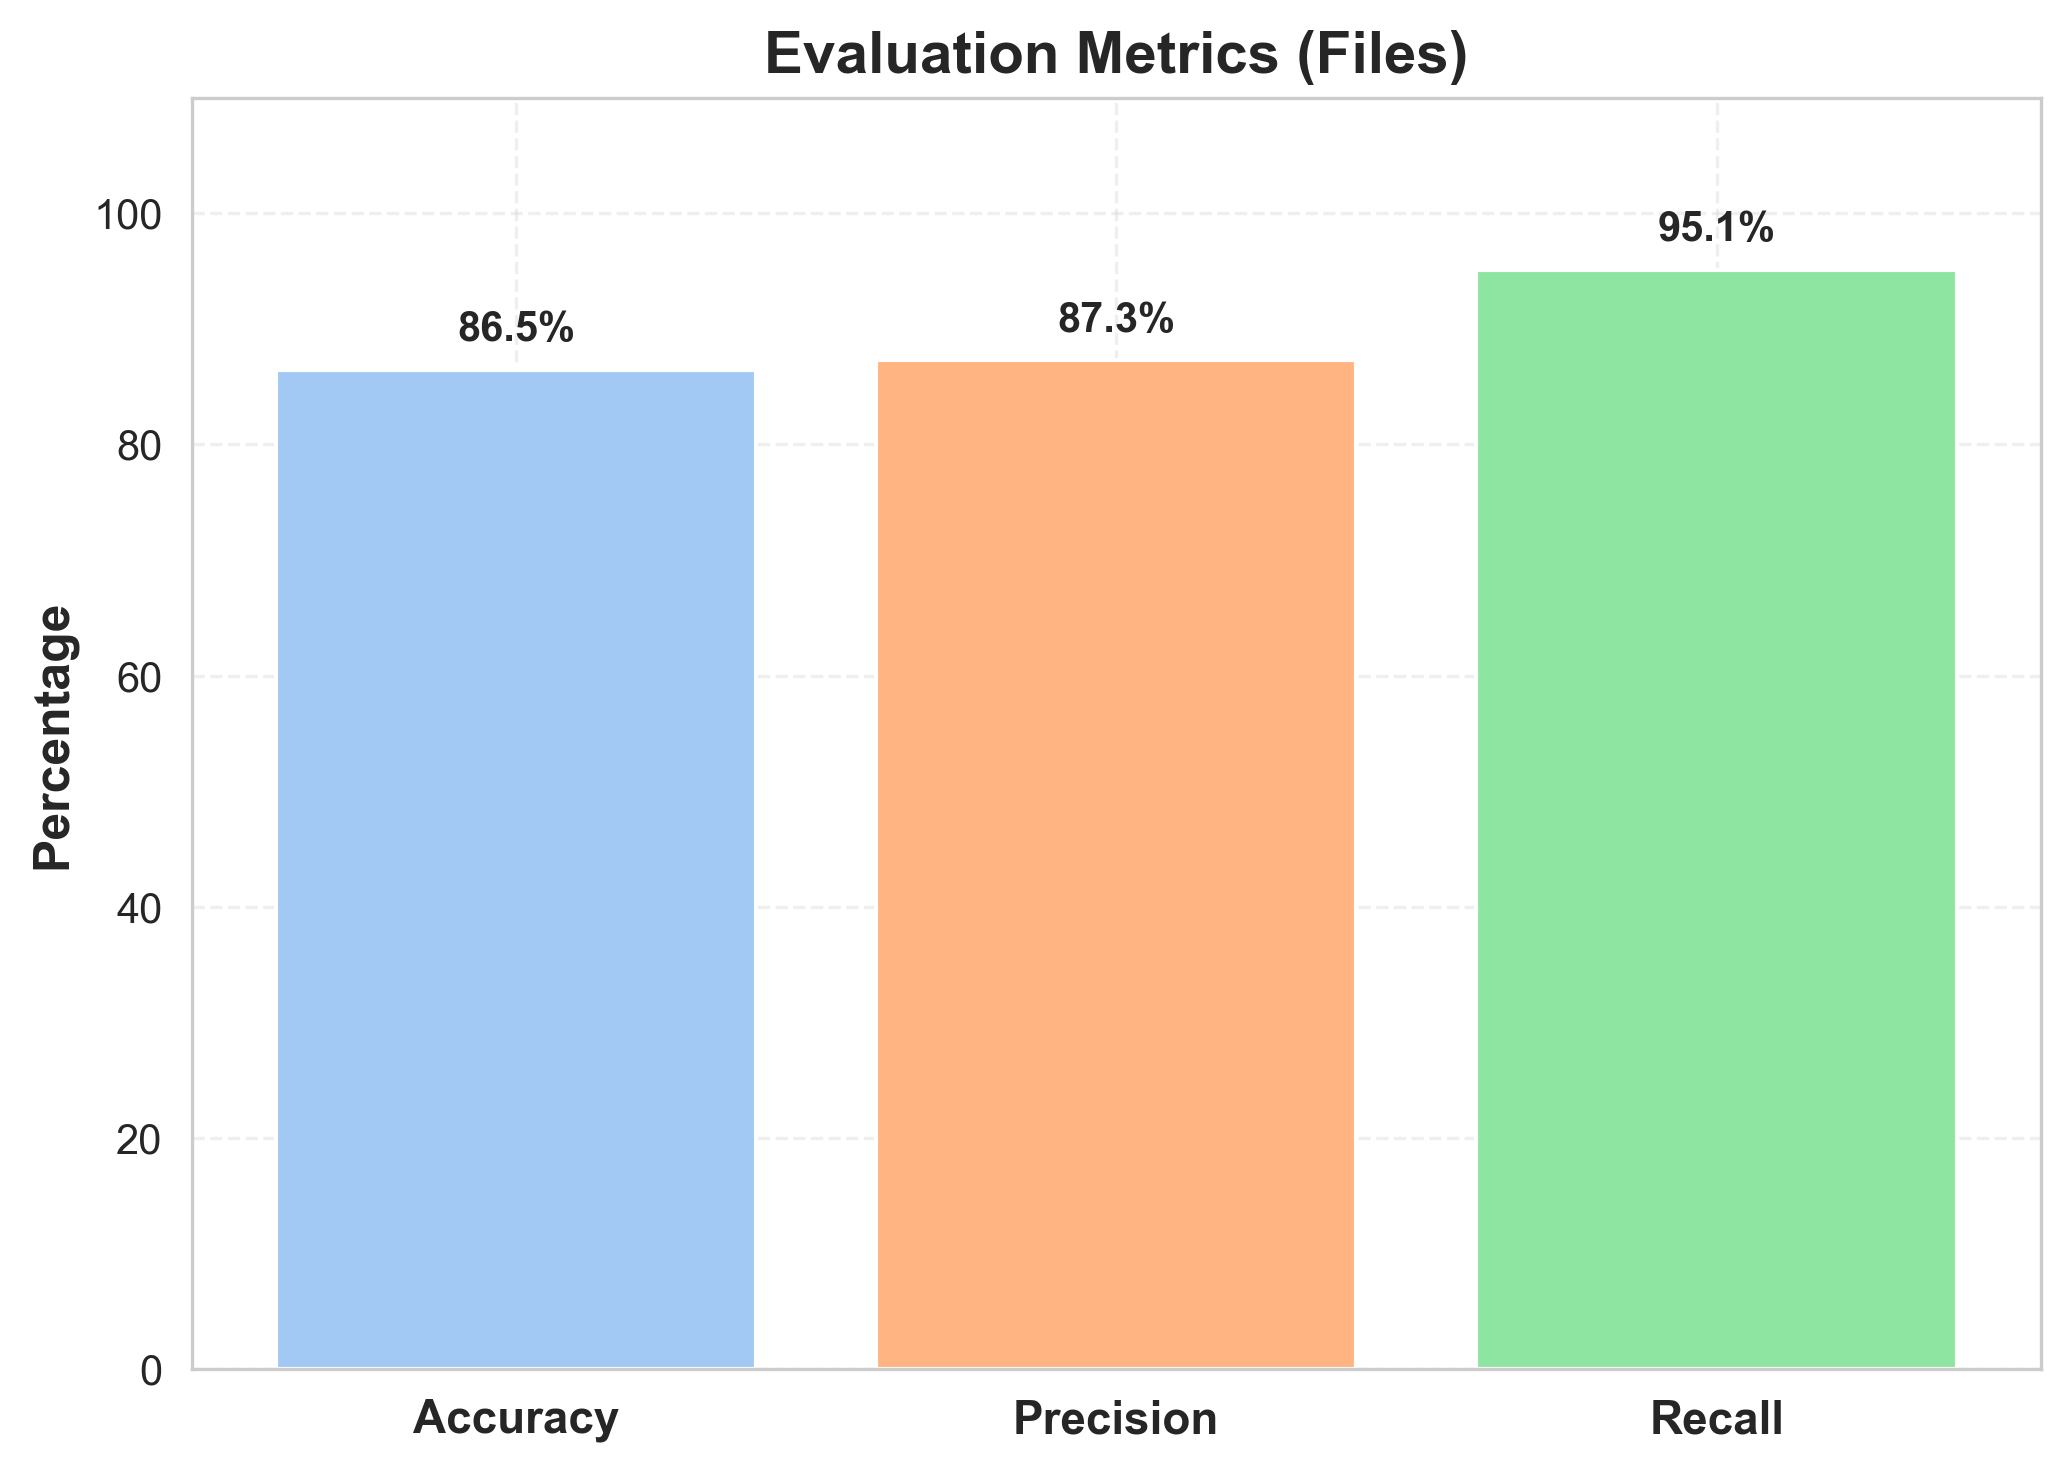 Evaluation Metrics (Files)
Percentage
100
80
60
40
20
0
86.5%
87.3%
95.1%
Accuracy
Precision
Recall